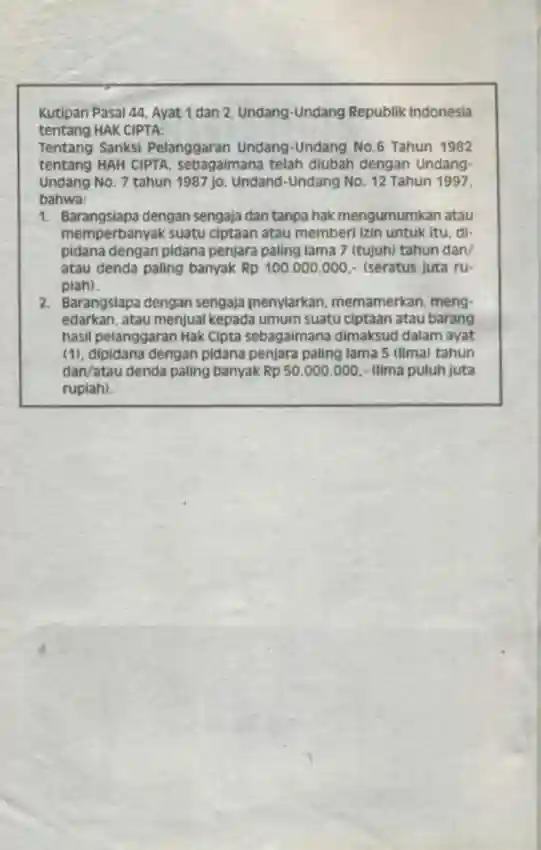 Kutipan Pasal 44, Ayat 1 dan 2, Undang-Undang Republik Indonesia
tentang HAK CIPTA:
Tentang Sanksi Pelanggaran Undang-Undang No.6 Tahun 1982
tentang HAH CIPTA, sebagaimana telah diubah dengan Undang-
Undang No. 7 tahun 1987 jo. Undand-Undang No. 12 Tahun 1997,
bahwa:
1. Barangsiapa dengan sengaja dan tanpa hak mengumumkan atau
memperbanyak suatu ciptaan atau memberi izin untuk itu, di-
pidana dengan pidana penjara paling lama 7 (tujuh) tahun dan/
atau denda paling banyak Rp 100.000.000,- (seratus juta ru-
piah).
2. Barangsiapa dengan sengaja menyiarkan, memamerkan, meng-
edarkan, atau menjual kepada umum suatu ciptaan atau barang
hasil pelanggaran Hak Cipta sebagaimana dimaksud dalam ayat
(1), dipidana dengan pidana penjara paling lama 5 (lima) tahun
dan/atau denda paling banyak Rp 50.000.000,- (lima puluh juta
rupiah).